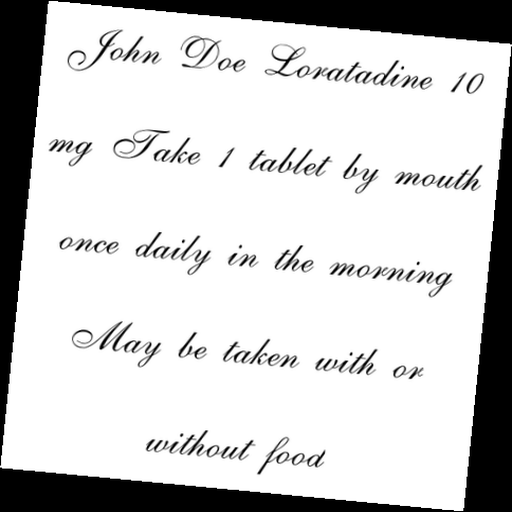 John Doe Loratadine 10
mg Take 1 tablet by mouth
once daily in the morning
May be taken with or
without food